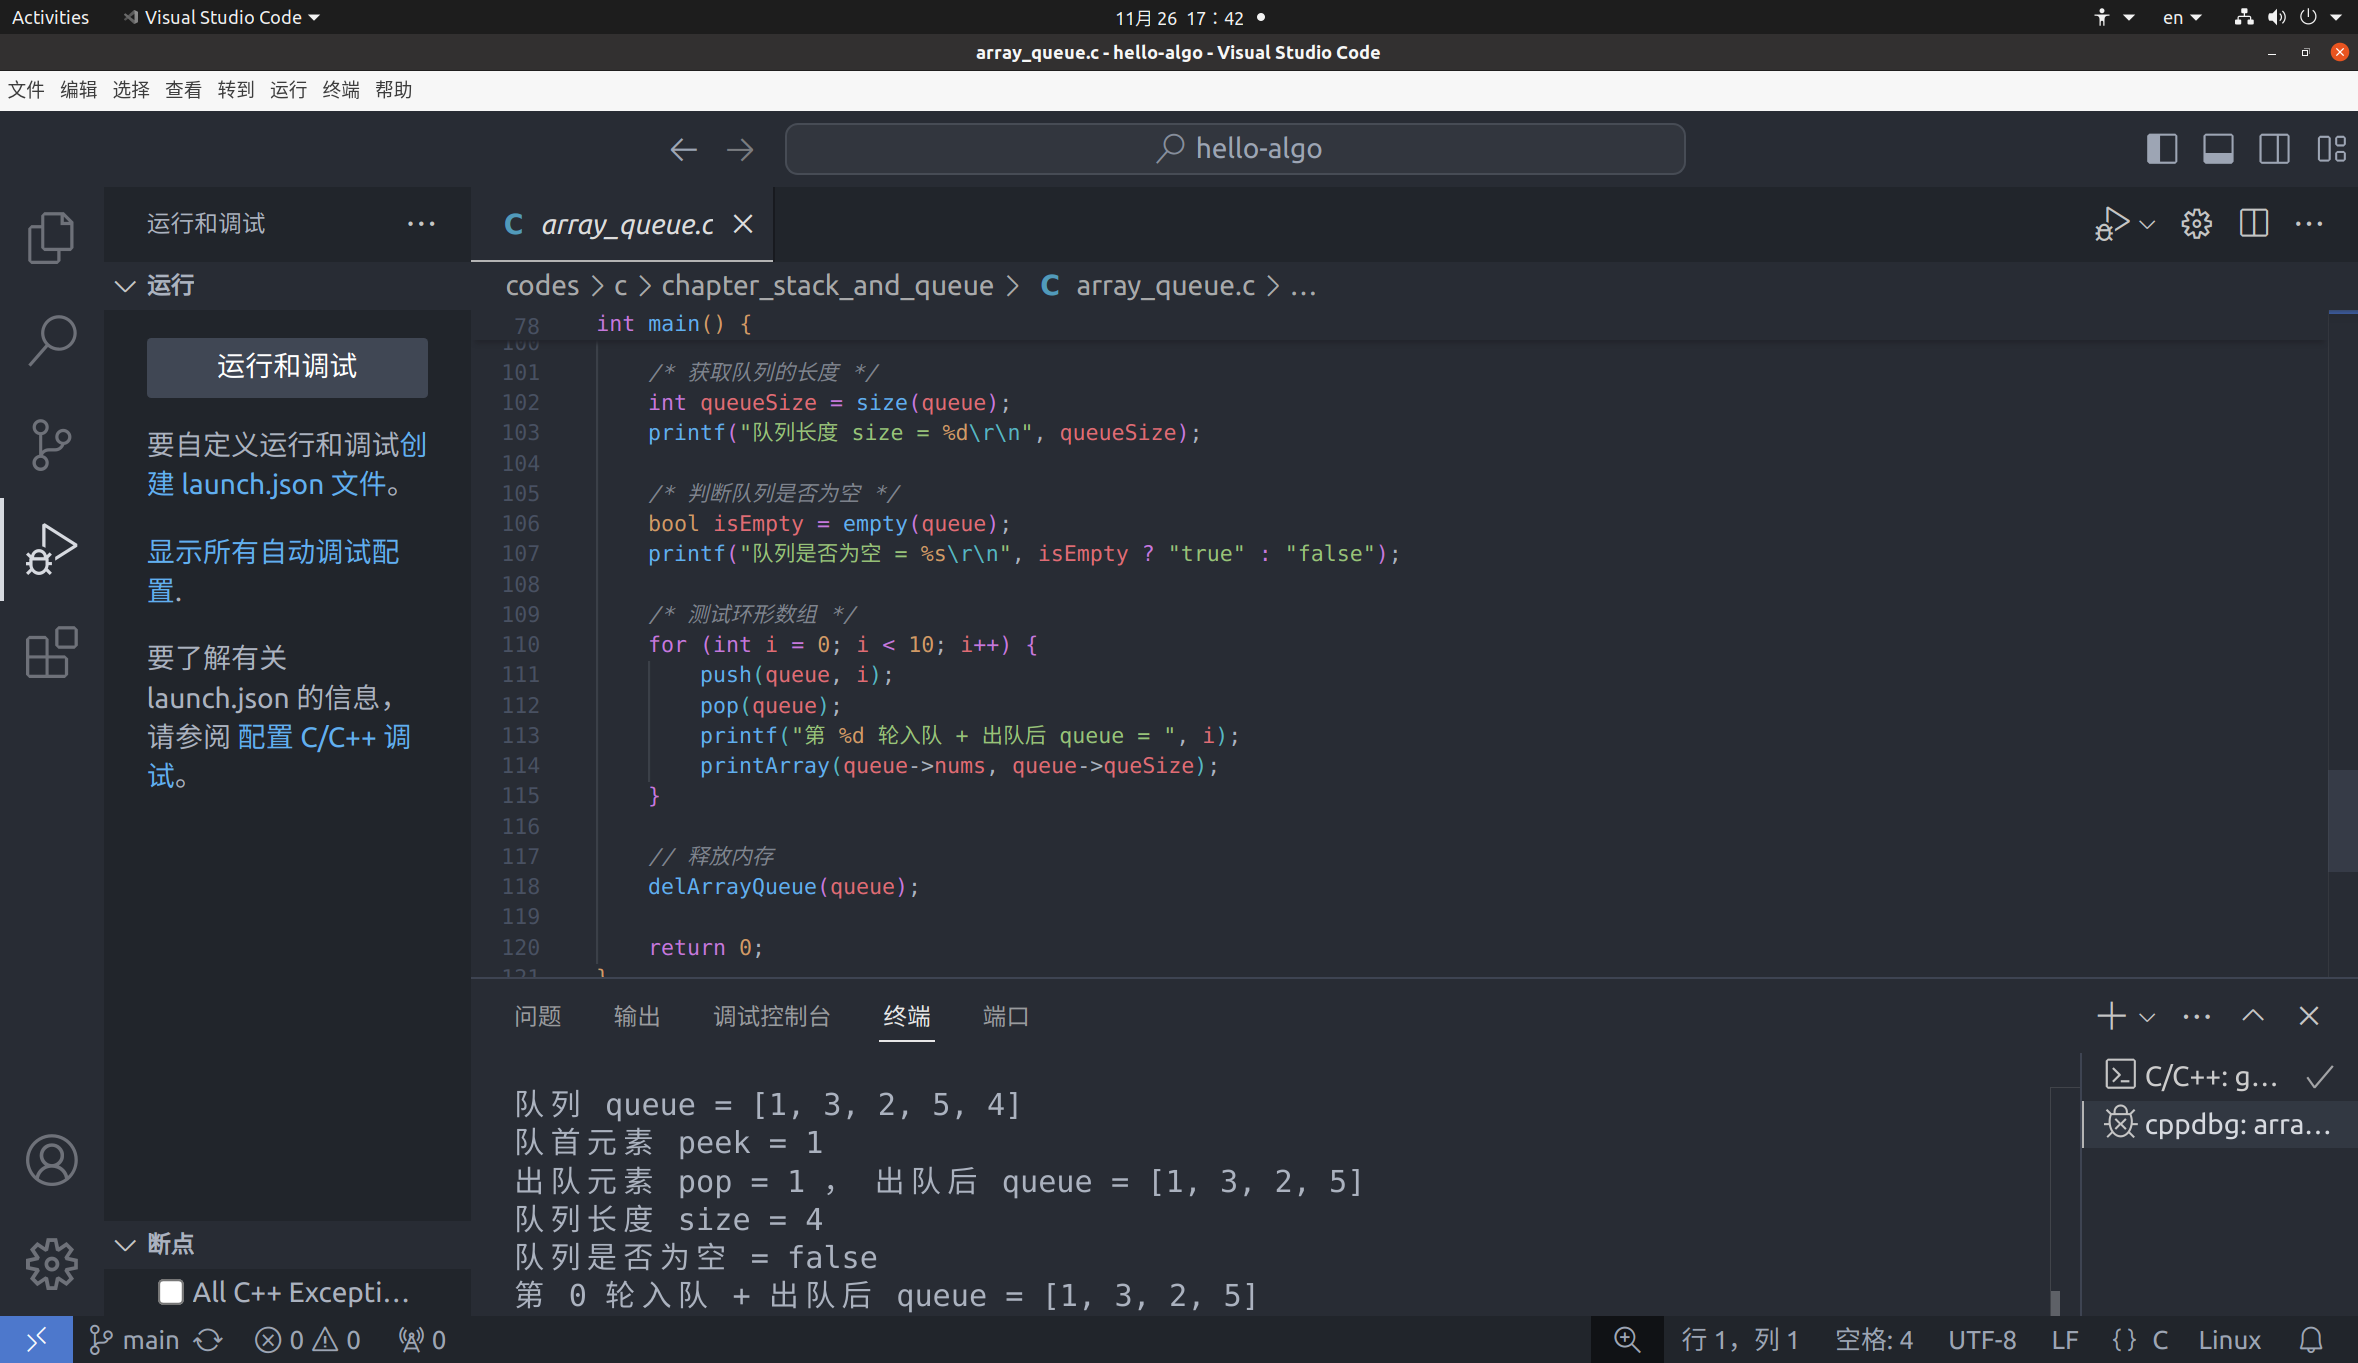 Activities
Visual Studio Code
11月 26 17：42
en
array_queue.c - hello-algo - Visual Studio Code
文件 编辑 选择 查看 转到 运行 终端 帮助
hello-algo
运行和调试
array_queue.c
运行
codes > c > chapter_stack_and_queue > C array_queue.c > ...
运行和调试
要自定义运行和调试创
建 launch.json 文件。
显示所有自动调试配
置.
要了解有关
launch.json 的信息，
请参阅 配置 C/C++ 调
试。
断点
All C++ Excepti...
78 int main() {
100
101 /* 获取队列的长度 */
102 int queueSize = size(queue);
103 printf("队列长度 size = %d\r\n", queueSize);
104
105 /* 判断队列是否为空 */
106 bool isEmpty = empty(queue);
107 printf("队列是否为空 = %s\r\n", isEmpty ? "true" : "false");
108
109 /* 测试环形数组 */
110 for (int i = 0; i < 10; i++) {
111 push(queue, i);
112 pop(queue);
113 printf("第 %d 轮入队 + 出队后 queue = ", i);
114 printArray(queue->nums, queue->queSize);
115 }
116
117 // 释放内存
118 delArrayQueue(queue);
119
120 return 0;
121 }
问题 输出 调试控制台 终端 端口
队列 queue = [1, 3, 2, 5, 4]
队首元素 peek = 1
出队元素 pop = 1 ， 出队后 queue = [1, 3, 2, 5]
队列长度 size = 4
队列是否为空 = false
第 0 轮入队 + 出队后 queue = [1, 3, 2, 5]
C/C++: g...
cppdbg: arra...
main 0 0 0
行 1，列 1 空格: 4 UTF-8 LF {} C Linux